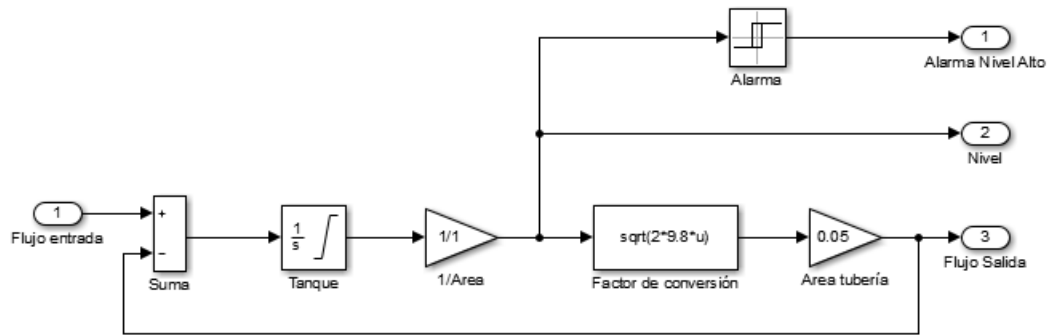 Alarma
1
Alarma Nivel Alto
2
Nivel
1
Flujo entrada
+
−
Suma
1
s
Tanque
1/1
1/Area
sqrt(2*9.8*u)
Factor de conversión
0.05
Area tubería
3
Flujo Salida